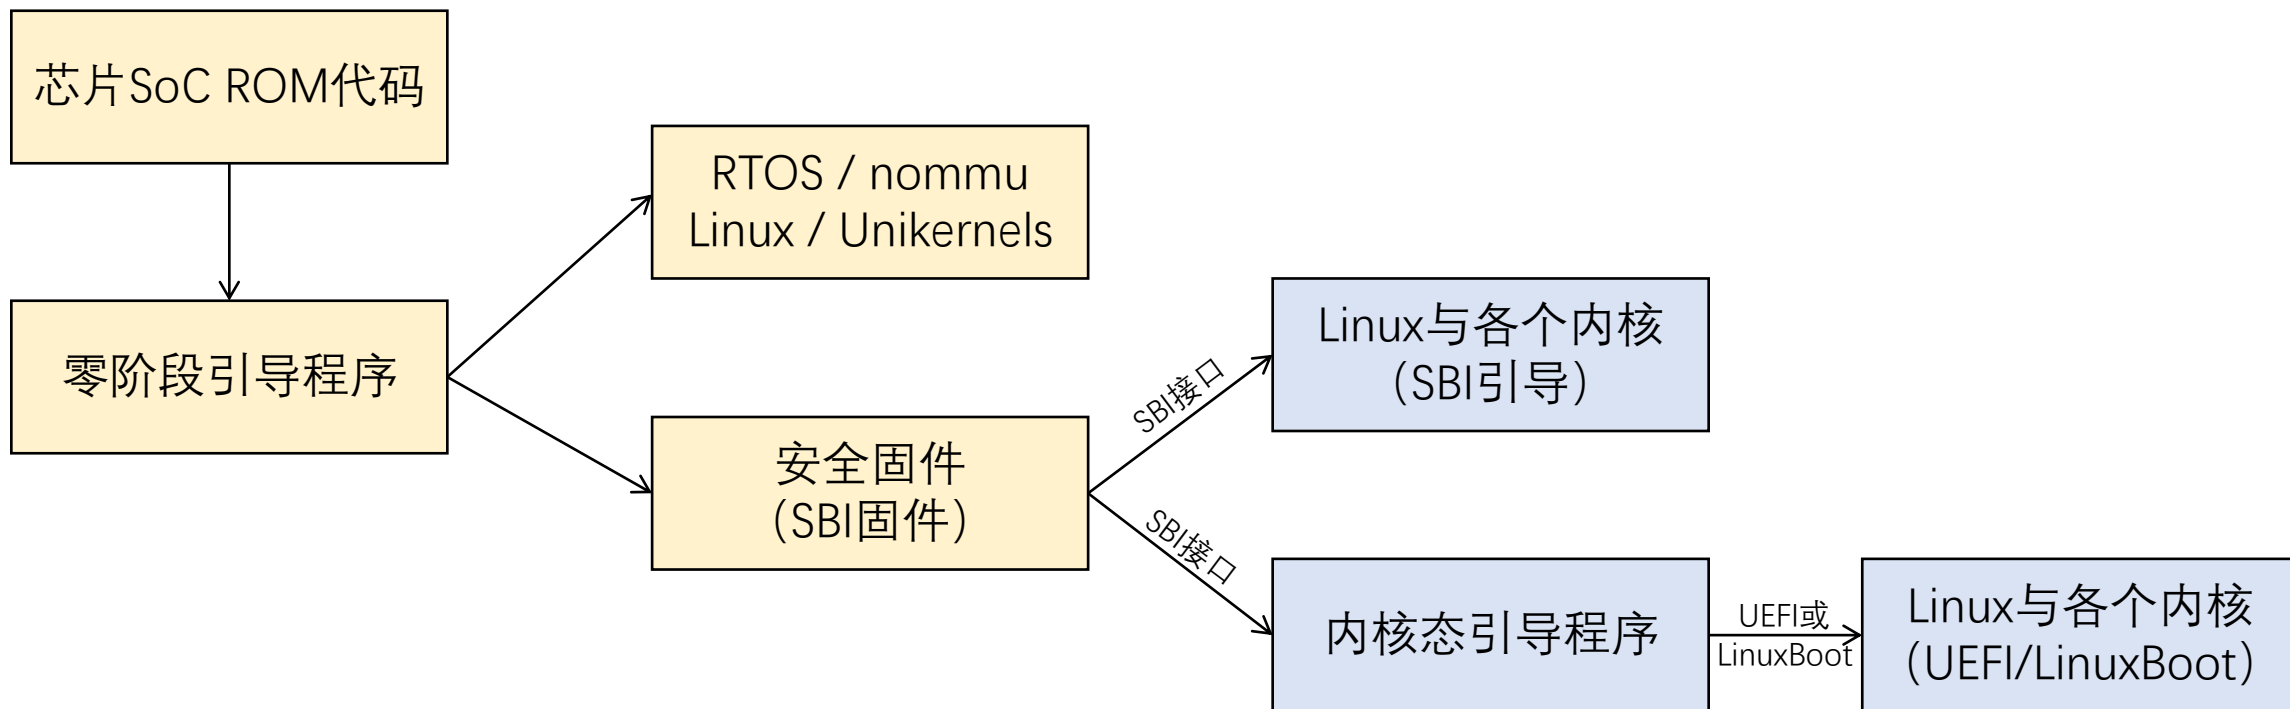 芯片SoC ROM代码
零阶段引导程序
RTOS / nommu
Linux / Unikernels
安全固件
（SBI固件）
SBI接口
SBI接口
Linux与各个内核
（SBI引导）
内核态引导程序
UEFI或
LinuxBoot
Linux与各个内核
（UEFI/LinuxBoot）